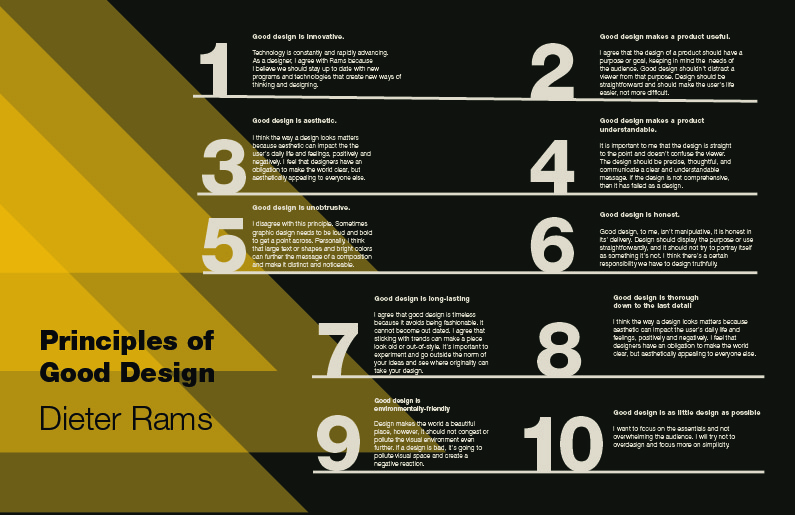 1
Good design is innovative.
Technology is constantly and rapidly advancing.
As a designer, I agree with Rams because
I believe we should stay up to date with new
programs and technologies that create new ways of
thinking and designing.
2
Good design makes a product useful.
I agree that the design of a product should have a
purpose or goal, keeping in mind the needs of
the audience. Good design shouldn't distract a
viewer from that purpose. Design should be
straightforward and should make the user's life
easier, not more difficult.
3
Good design is aesthetic.
I think the way a design looks matters
because aesthetic can impact the the
user's daily life and feelings, positively and
negatively. I feel that designers have an
obligation to make the world clear, but
aesthetically appealing to everyone else.
4
Good design makes a product
understandable.
It is important to me that the design is straight
to the point and doesn't confuse the viewer.
The design should be precise, thoughtful, and
communicate a clear and understandable
message. If the design is not comprehensive,
then it has failed as a design.
5
Good design is unobtrusive.
I disagree with this principle. Sometimes
graphic design needs to be loud and bold
to get a point across. Personally I think
that large text or shapes and bright colors
can further the message of a composition
and make it distinct and noticeable.
6
Good design is honest.
Good design, to me, isn't manipulative, it is honest in
its' delivery. Design should display the purpose or use
straightforwardly, and it should not try to portray itself
as something it's not. I think there's a certain
responsibility we have to design truthfully.
7
Good design is long-lasting
I agree that good design is timeless
because it avoids being fashionable, it
cannot become out dated. I agree that
sticking with trends can make a piece
look old or out-of-style. It's important to
experiment and go outside the norm of
your ideas and see where originality can
take your design.
8
Good design is thorough
down to the last detail
I think the way a design looks matters because
aesthetic can impact the user's daily life and
feelings, positively and negatively. I feel that
designers have an obligation to make the world
clear, but aesthetically appealing to everyone else.
Principles of
Good Design
Dieter Rams
9
Good design is
environmentally-friendly
Design makes the world a beautiful
place, however, it should not congest or
pollute the visual environment even
further. If a design is bad, it's going to
pollute visual space and create a
negative reaction.
10
Good design is as little design as possible
I want to focus on the essentials and not
overwhelming the audience. I will try not to
overdesign and focus more on simplicity.